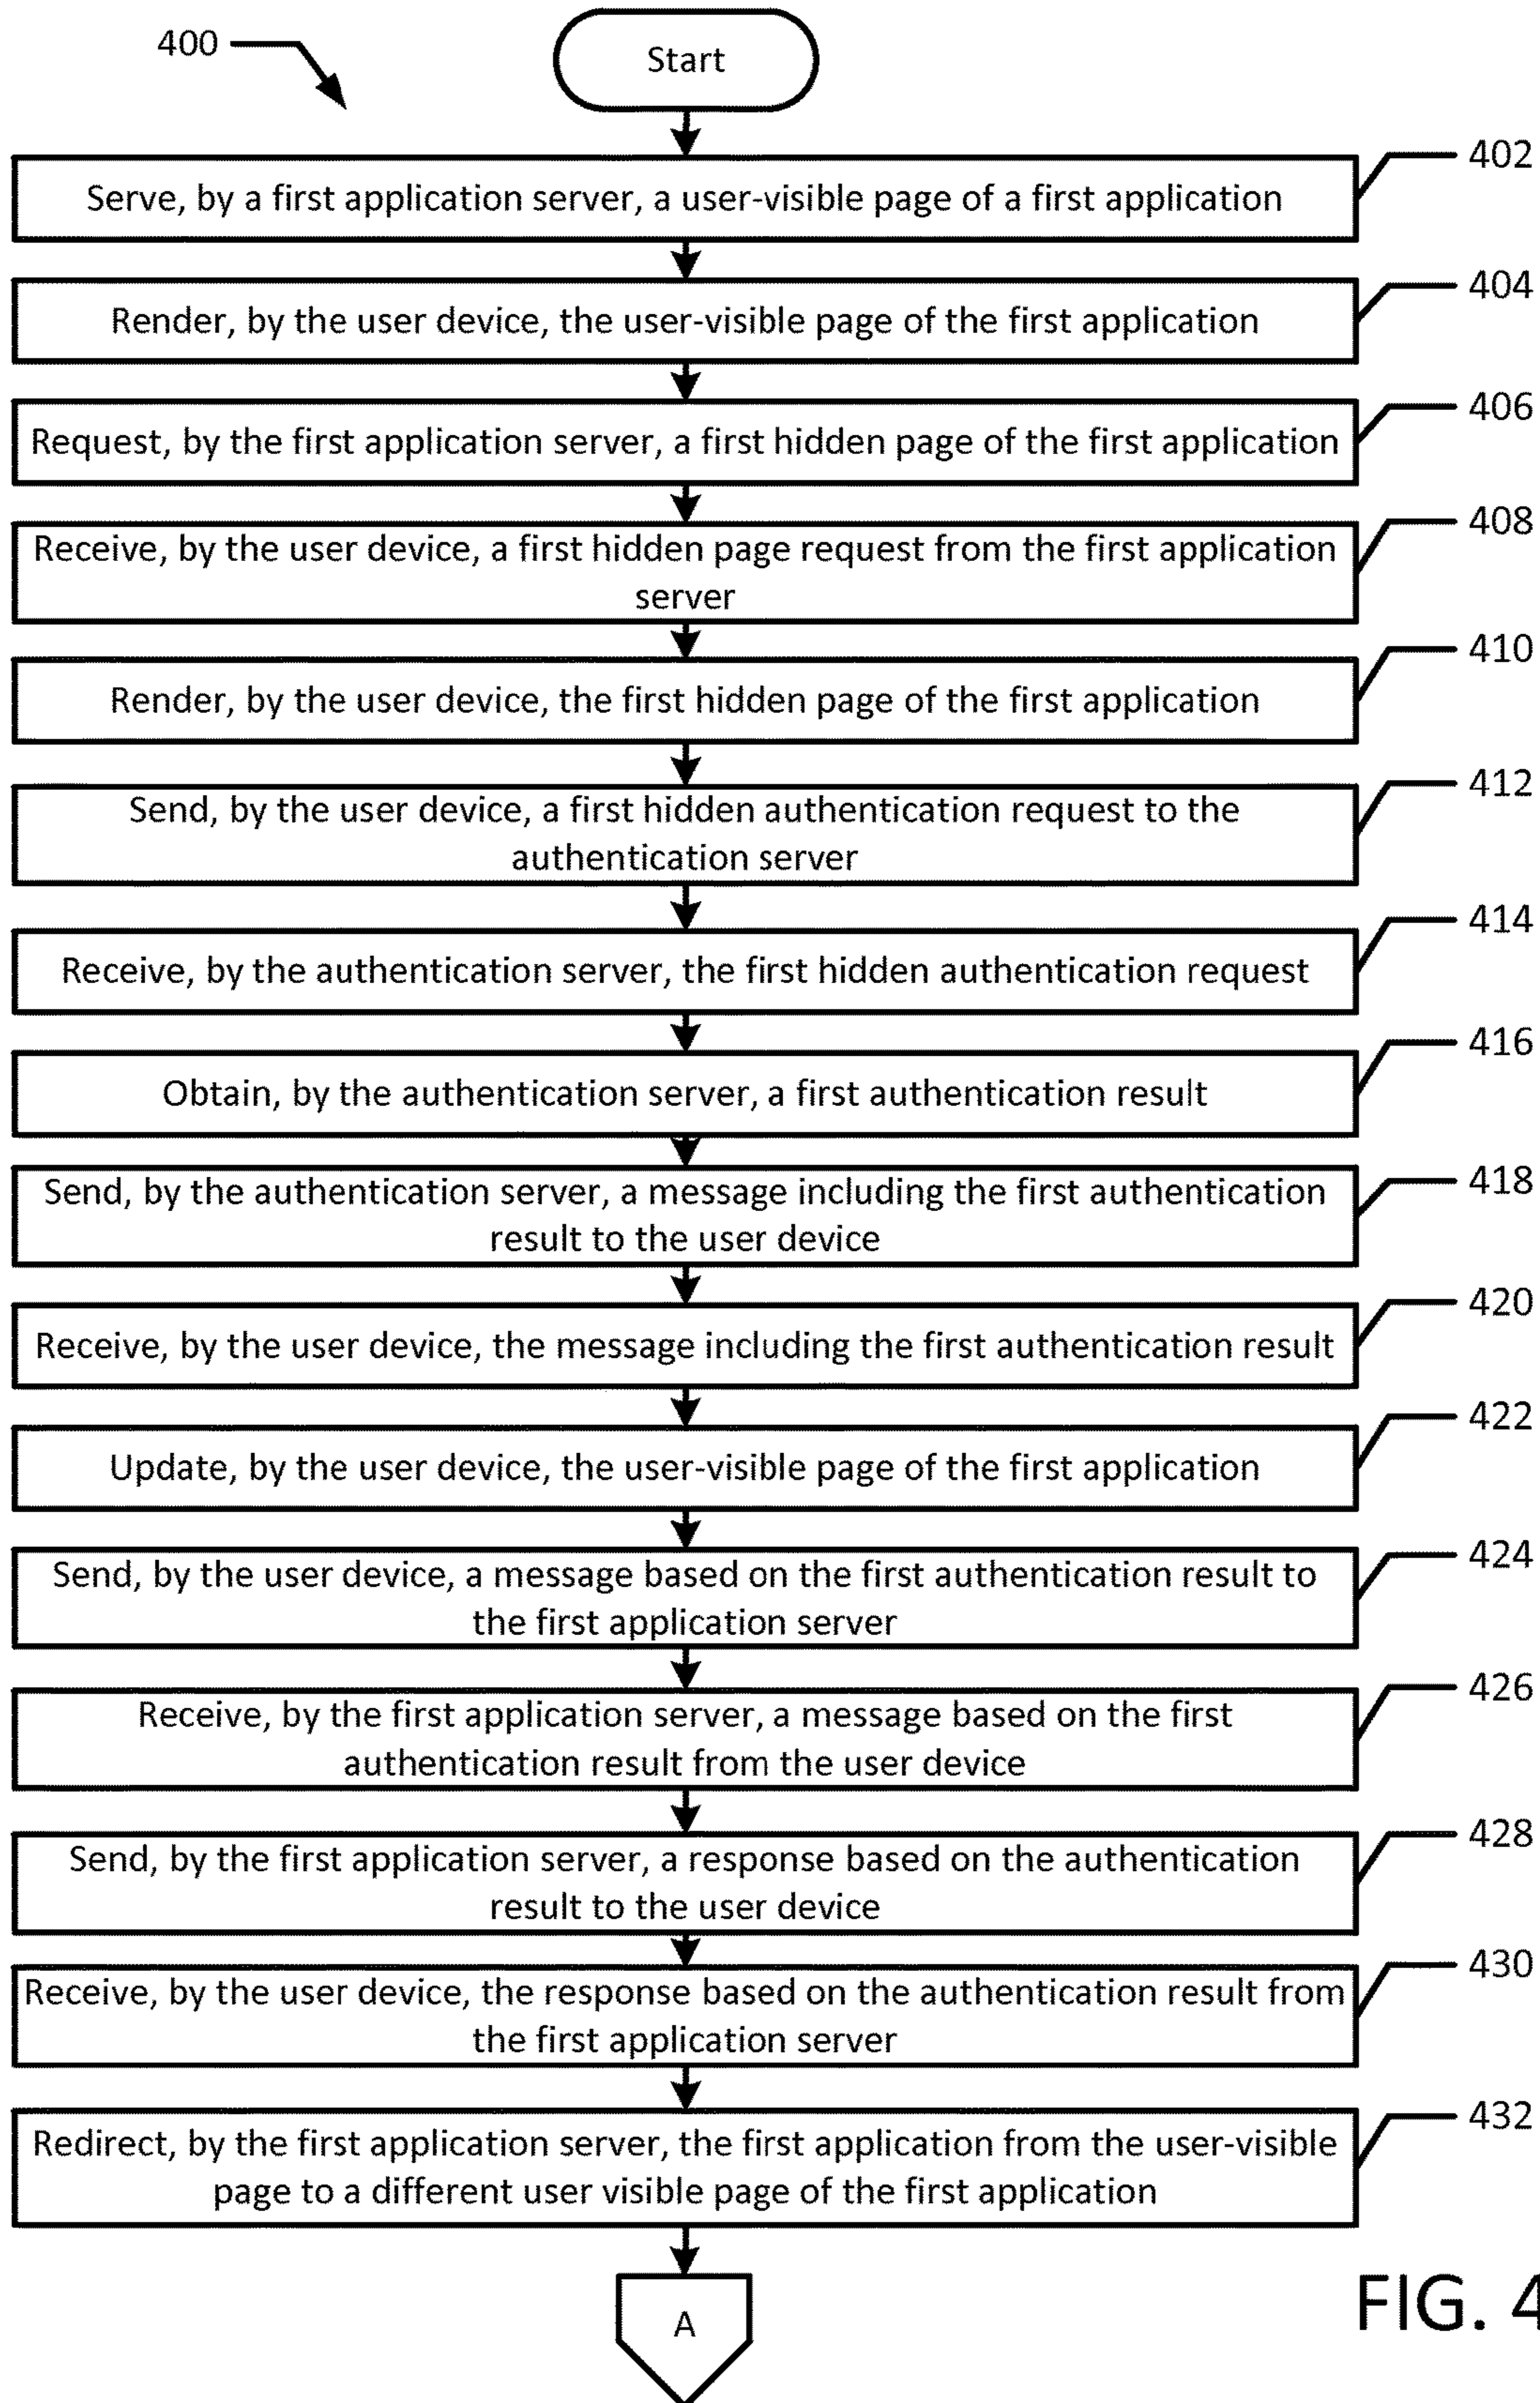 400
Start
402
Serve, by a first application server, a user-visible page of a first application
404
Render, by the user device, the user-visible page of the first application
406
Request, by the first application server, a first hidden page of the first application
408
Receive, by the user device, a first hidden page request from the first application
server
410
Render, by the user device, the first hidden page of the first application
412
Send, by the user device, a first hidden authentication request to the
authentication server
414
Receive, by the authentication server, the first hidden authentication request
416
Obtain, by the authentication server, a first authentication result
418
Send, by the authentication server, a message including the first authentication
result to the user device
420
Receive, by the user device, the message including the first authentication result
422
Update, by the user device, the user-visible page of the first application
424
Send, by the user device, a message based on the first authentication result to
the first application server
426
Receive, by the first application server, a message based on the first
authentication result from the user device
428
Send, by the first application server, a response based on the authentication
result to the user device
430
Receive, by the user device, the response based on the authentication result from
the first application server
432
Redirect, by the first application server, the first application from the user-visible
page to a different user visible page of the first application
A
FIG. 4